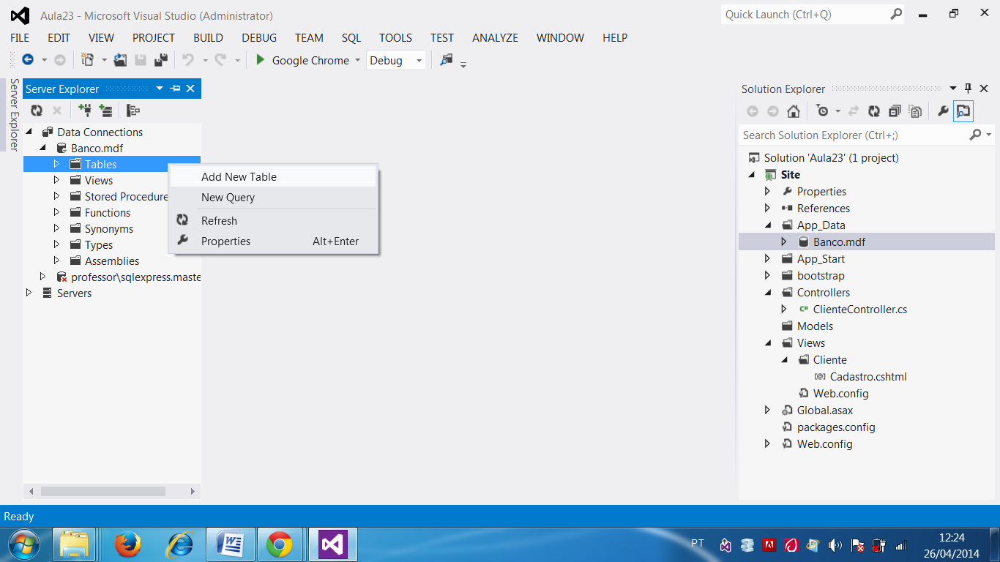 Aula23 - Microsoft Visual Studio (Administrator)
Quick Launch (Ctrl+Q)
FILE EDIT VIEW PROJECT BUILD DEBUG TEAM SQL TOOLS TEST ANALYZE WINDOW HELP
Google Chrome Debug
Server Explorer
Server Explorer
Data Connections
Banco.mdf
Tables
Views
Stored Procedure
Functions
Synonyms
Types
Assemblies
professor\sqlexpress.maste
Servers
Add New Table
New Query
Refresh
Properties Alt+Enter
Solution Explorer
Search Solution Explorer (Ctrl+;)
Solution 'Aula23' (1 project)
Site
Properties
References
App_Data
Banco.mdf
App_Start
bootstrap
Controllers
ClienteController.cs
Models
Views
Cliente
Cadastro.cshtml
Web.config
Global.asax
packages.config
Web.config
Ready
PT
12:24
26/04/2014